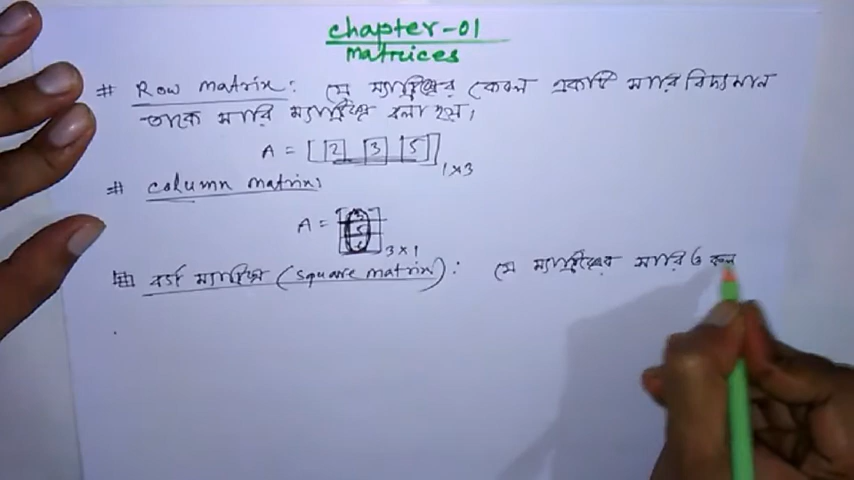 chapter-01
matrices
# Row matrix: যে ম্যাট্রিক্সের কেবল একটি সারি বিদ্যমান
তাকে সারি ম্যাট্রিক্স বলা হয়।
A = [2 3 5] 1×3
# column matrix:
A = 3×1
# বর্গ ম্যাট্রিক্স (square matrix): যে ম্যাট্রিক্সের সারি ও কল